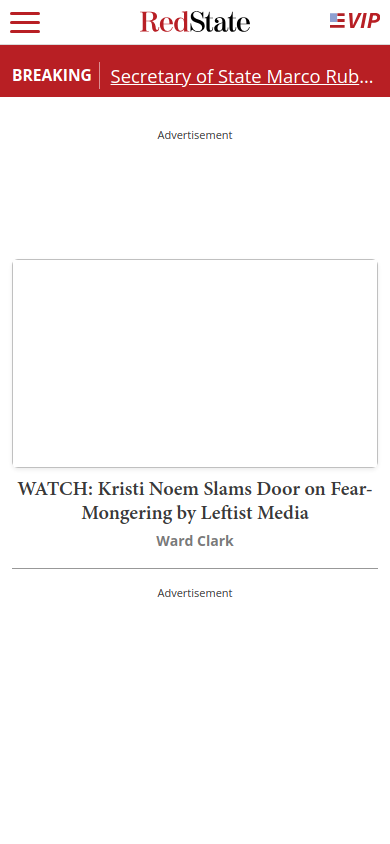 RedState
VIP
BREAKING
Secretary of State Marco Rub...
Advertisement
WATCH: Kristi Noem Slams Door on Fear-
Mongering by Leftist Media
Ward Clark
Advertisement